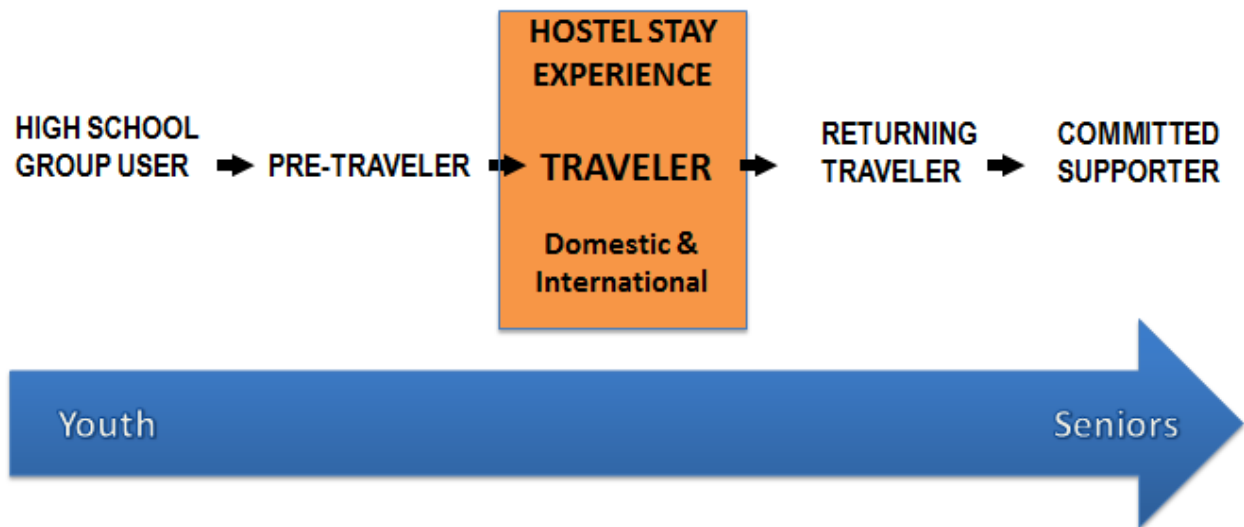 HOSTEL STAY
EXPERIENCE
HIGH SCHOOL
GROUP USER
PRE-TRAVELER
TRAVELER
Domestic &
International
RETURNING
TRAVELER
COMMITTED
SUPPORTER
Youth
Seniors